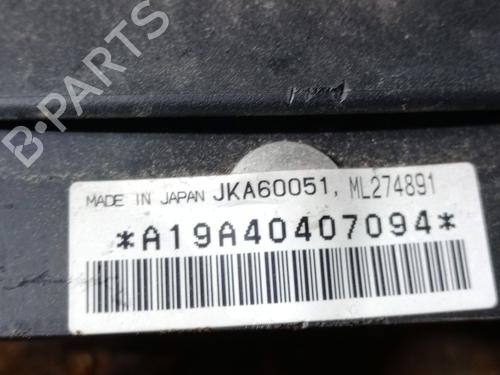 B-PARTS
MADE IN JAPAN JKA60051, ML274891
*A19A40407094*